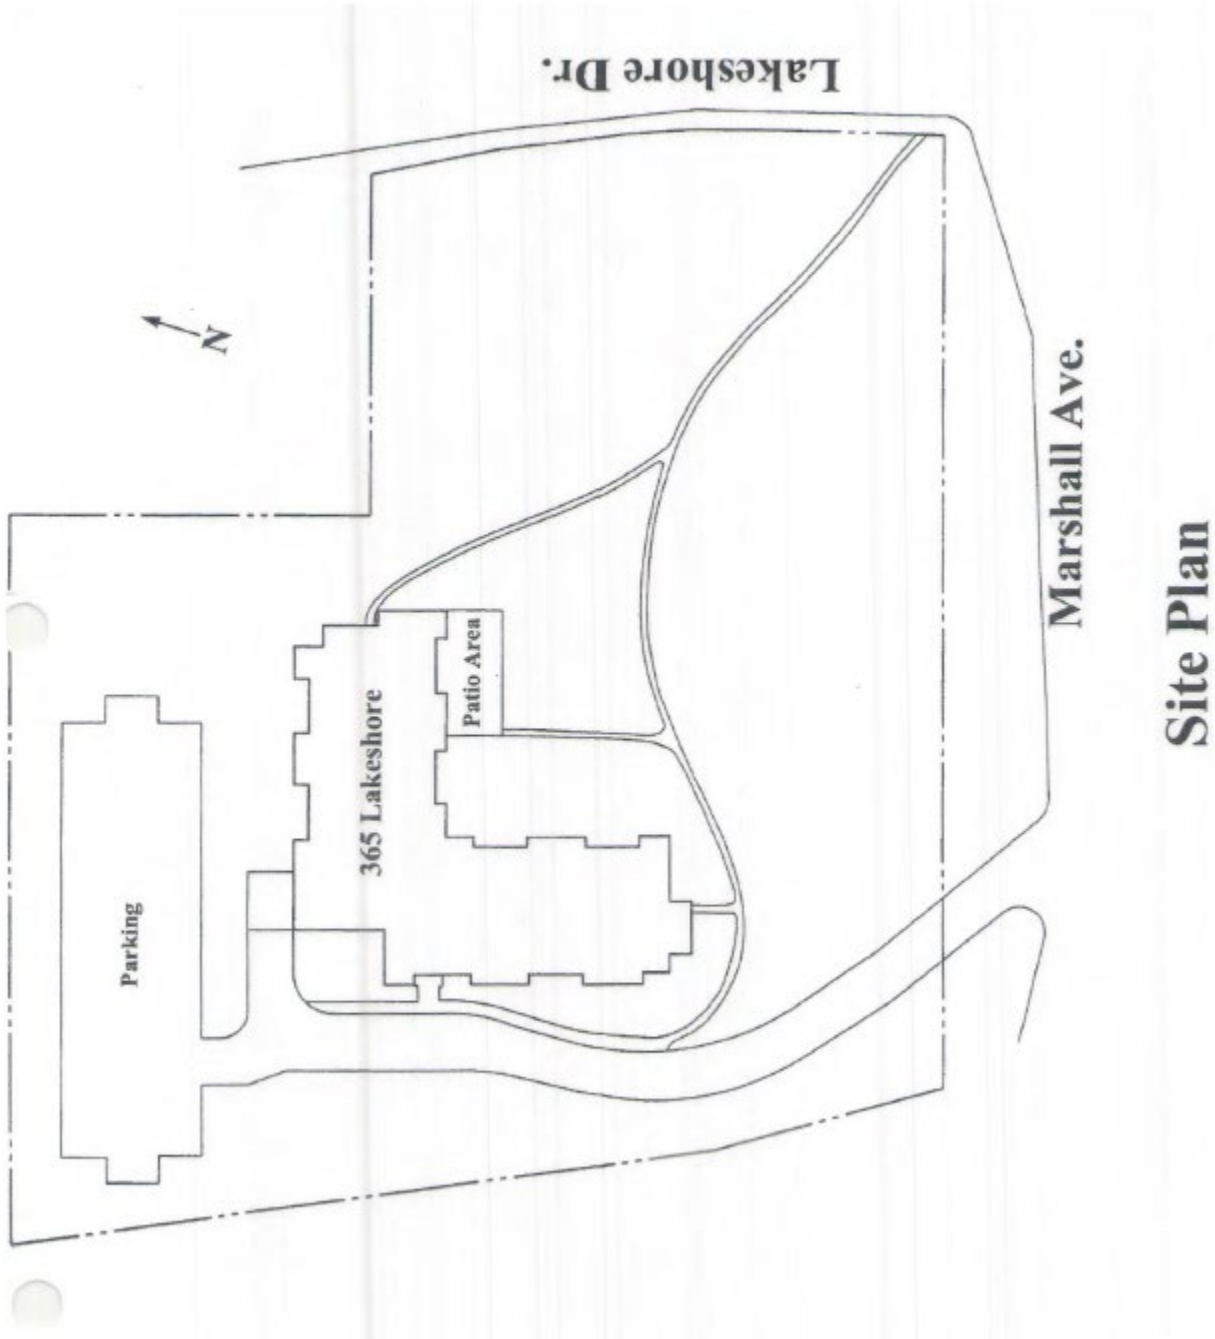 Lakeshore Dr.
N
Parking
365 Lakeshore
Patio Area
Marshall Ave.
Site Plan